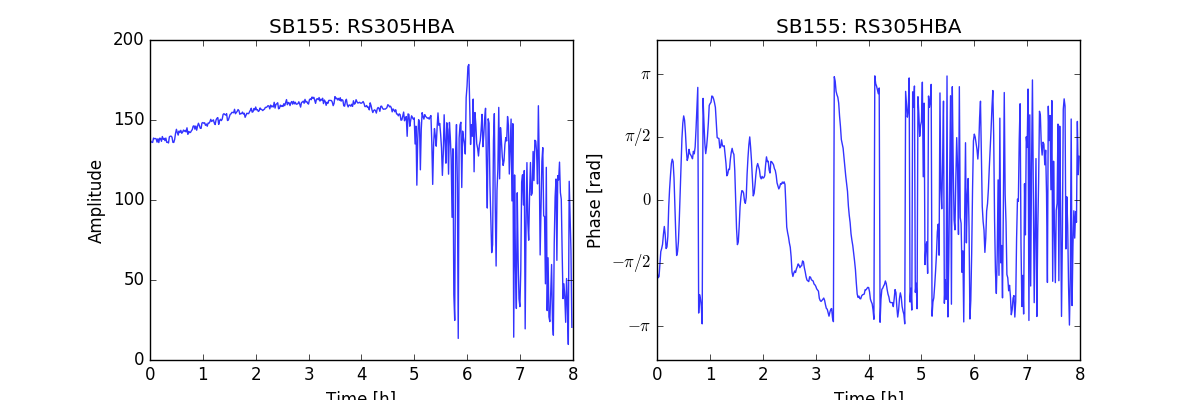 SB155: RS305HBA
Amplitude
200
150
100
50
0
0 1 2 3 4 5 6 7 8
Time [h]
SB155: RS305HBA
Phase [rad]
π
π/2
0
−π/2
−π
0 1 2 3 4 5 6 7 8
Time [h]